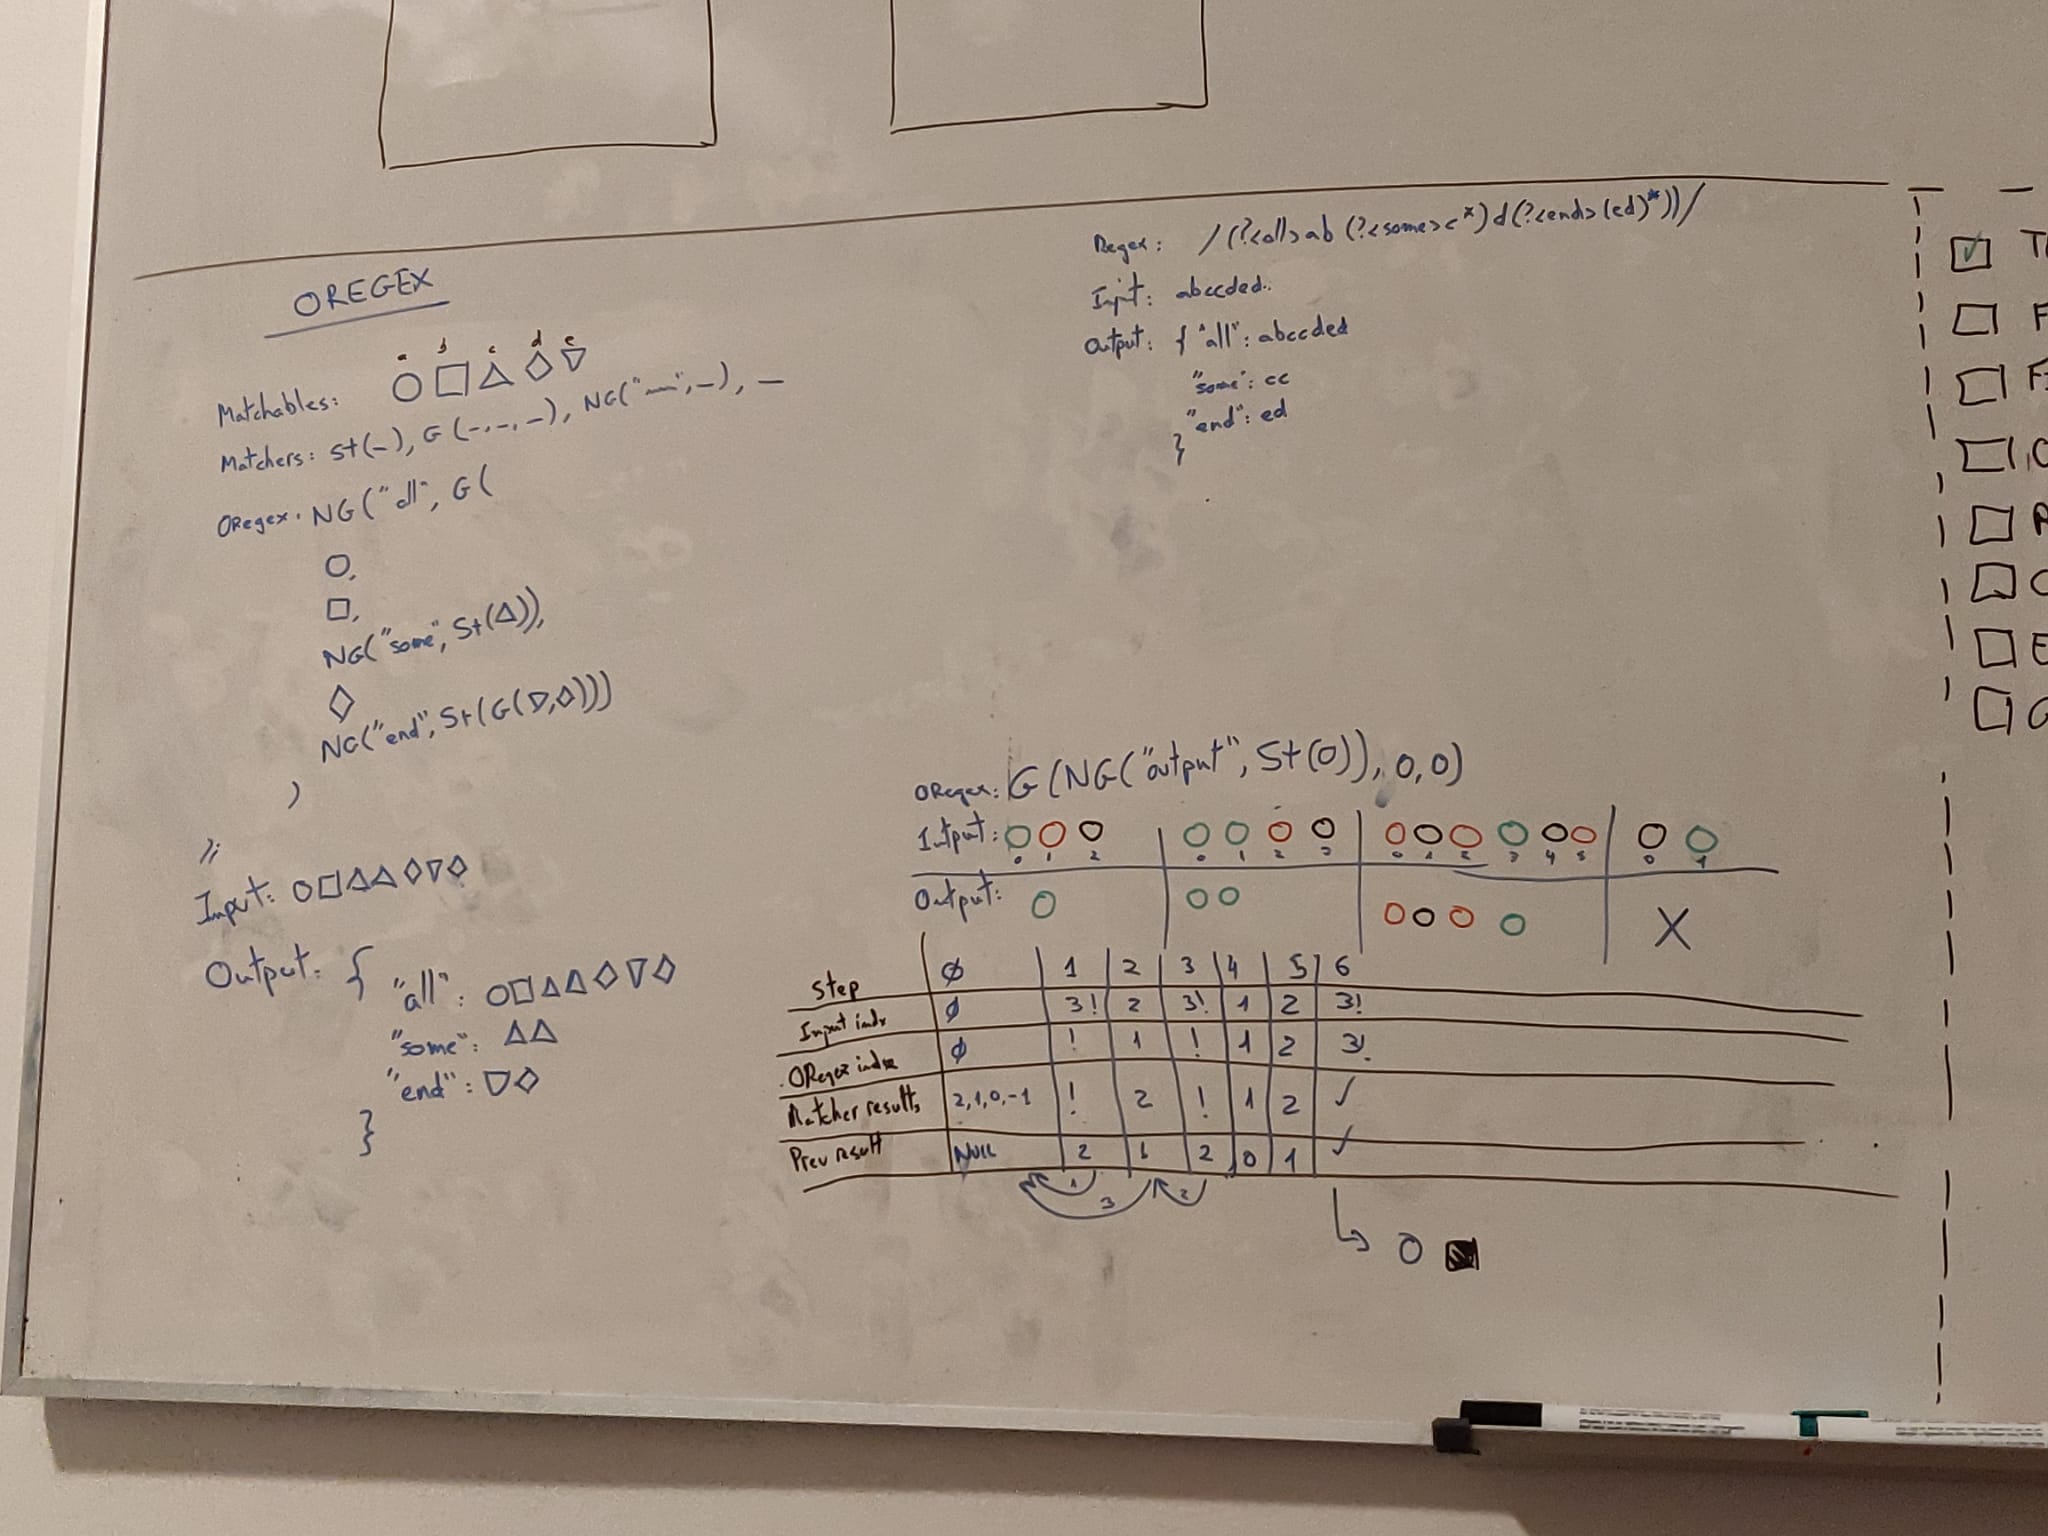 OREGEX
a b c d e
Matchables: ○ □ △ ◇ ▽
Matchers: St(_), G(_,_,_), NG("~~", _), _
ORegex: NG("all", G(
○,
□,
NG("some", St(△)),
◇
NG("end", St(G(▽,◇)))
)
);
Input: ○□△△◇▽◇
Output: {
"all": ○□△△◇▽◇
"some": △△
"end": ▽◇
}
Regex: /(?<all>ab(?<some>c*)d(?<end>(ed)*))/
Input: abccded..
Output: { "all": abccded
"some": cc
"end": ed
}
ORegex: G(NG("output", St(O)), O, O)
Intput: ○ ○ ○ | ○ ○ ○ ○ | ○ ○ ○ ○ ○ ○ | ○ ○
0 1 2 0 1 2 3 0 1 2 3 4 5 0 1
Output: ○ | ○ ○ | ○ ○ ○ ○ | X
Step | ∅ | 1 | 2 | 3 | 4 | 5 | 6
Input indx | ∅ | 3! | 2 | 3! | 1 | 2 | 3!
ORegex index | ∅ | ! | 1 | ! | 1 | 2 | 3!
Matcher results | 2,1,0,-1 | ! | 2 | ! | 1 | 2 | ✓
Prev result | NULL | 2 | 1 | 2 | 0 | 1 | ✓
1 3 2
↳ O ■
✓ T
F
F
O
C
E